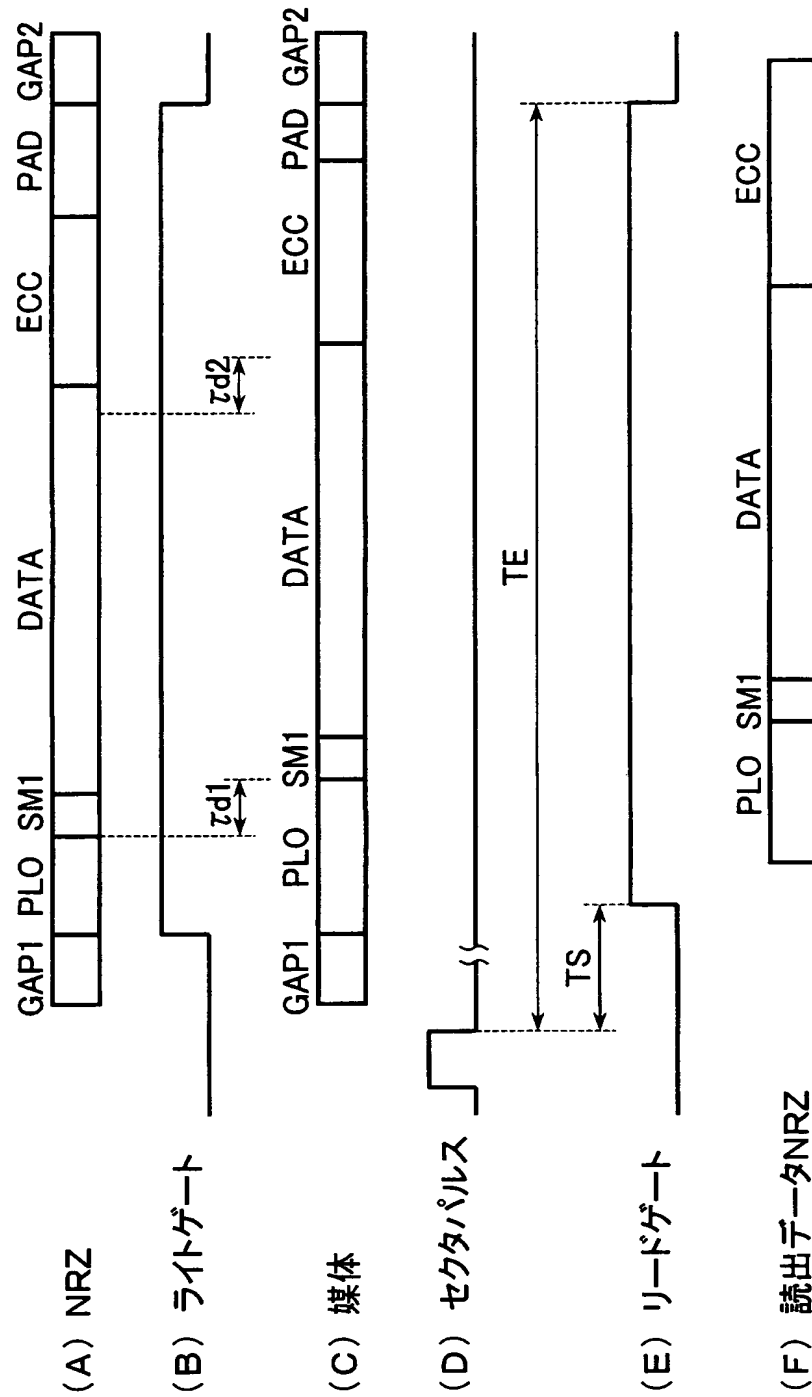 (A) NRZ
GAP1 PLO SM1 DATA ECC PAD GAP2
(B) ライトゲート
τd1 τd2
(C) 媒体
GAP1 PLO SM1 DATA ECC PAD GAP2
(D) セクタパルス
TE
TS
(E) リードゲート
(F) 読出データNRZ
PLO SM1 DATA ECC